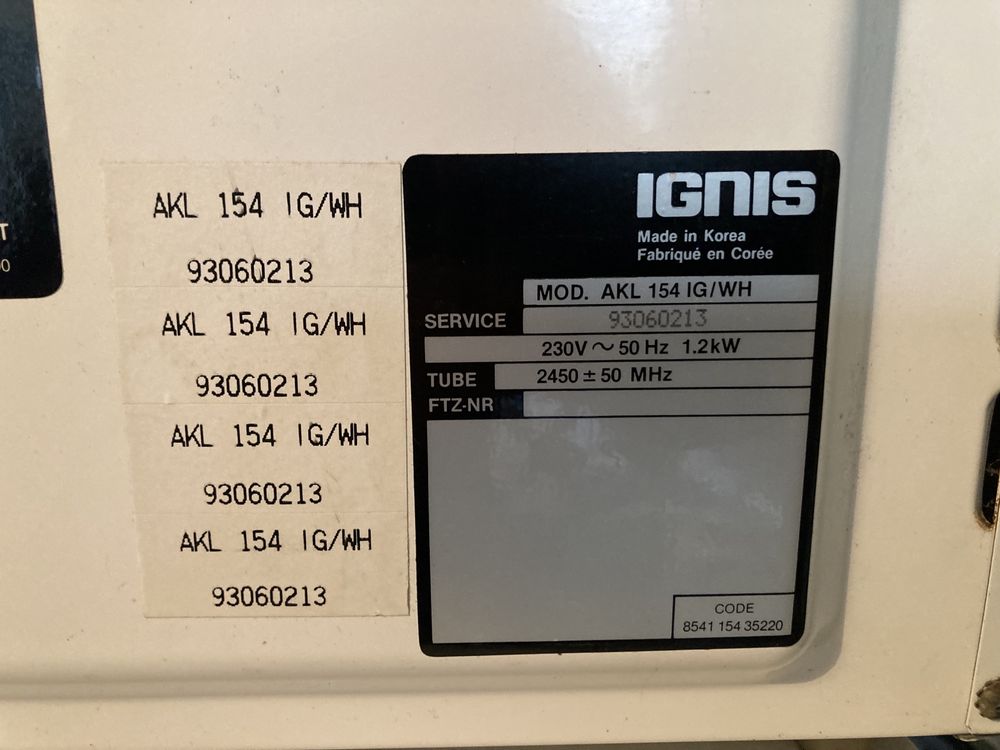 T
0
AKL 154 IG/WH
93060213
AKL 154 IG/WH
93060213
AKL 154 IG/WH
93060213
AKL 154 IG/WH
93060213
IGNIS
Made in Korea
Fabriqué en Corée
MOD. AKL 154 IG/WH
SERVICE 93060213
230V ~ 50 Hz 1.2kW
TUBE 2450 ± 50 MHz
FTZ-NR
CODE
8541 154 35220